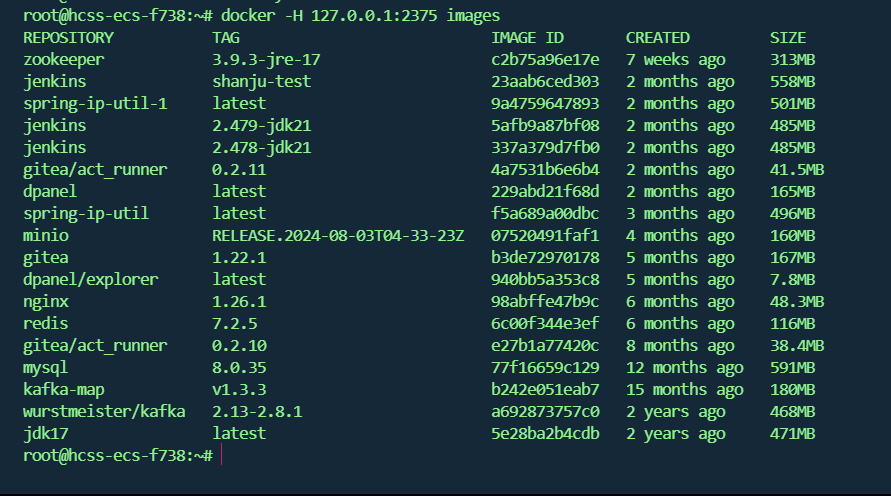 root@hcss-ecs-f738:~# docker -H 127.0.0.1:2375 images
REPOSITORY TAG IMAGE ID CREATED SIZE
zookeeper 3.9.3-jre-17 c2b75a96e17e 7 weeks ago 313MB
jenkins shanju-test 23aab6ced303 2 months ago 558MB
spring-ip-util-1 latest 9a4759647893 2 months ago 501MB
jenkins 2.479-jdk21 5afb9a87bf08 2 months ago 485MB
jenkins 2.478-jdk21 337a379d7fb0 2 months ago 485MB
gitea/act_runner 0.2.11 4a7531b6e6b4 2 months ago 41.5MB
dpanel latest 229abd21f68d 2 months ago 165MB
spring-ip-util latest f5a689a00dbc 3 months ago 496MB
minio RELEASE.2024-08-03T04-33-23Z 07520491faf1 4 months ago 160MB
gitea 1.22.1 b3de72970178 5 months ago 167MB
dpanel/explorer latest 940bb5a353c8 5 months ago 7.8MB
nginx 1.26.1 98abffe47b9c 6 months ago 48.3MB
redis 7.2.5 6c00f344e3ef 6 months ago 116MB
gitea/act_runner 0.2.10 e27b1a77420c 8 months ago 38.4MB
mysql 8.0.35 77f16659c129 12 months ago 591MB
kafka-map v1.3.3 b242e051eab7 15 months ago 180MB
wurstmeister/kafka 2.13-2.8.1 a692873757c0 2 years ago 468MB
jdk17 latest 5e28ba2b4cdb 2 years ago 471MB
root@hcss-ecs-f738:~#